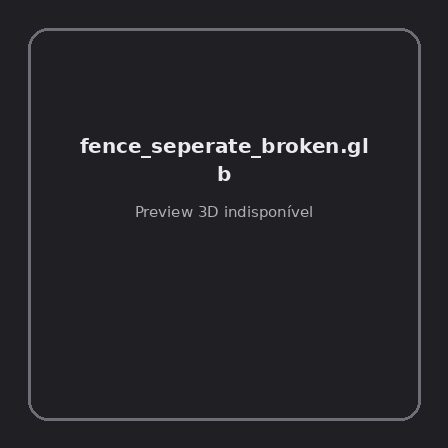 fence_seperate_broken.gl
b
Preview 3D indisponível